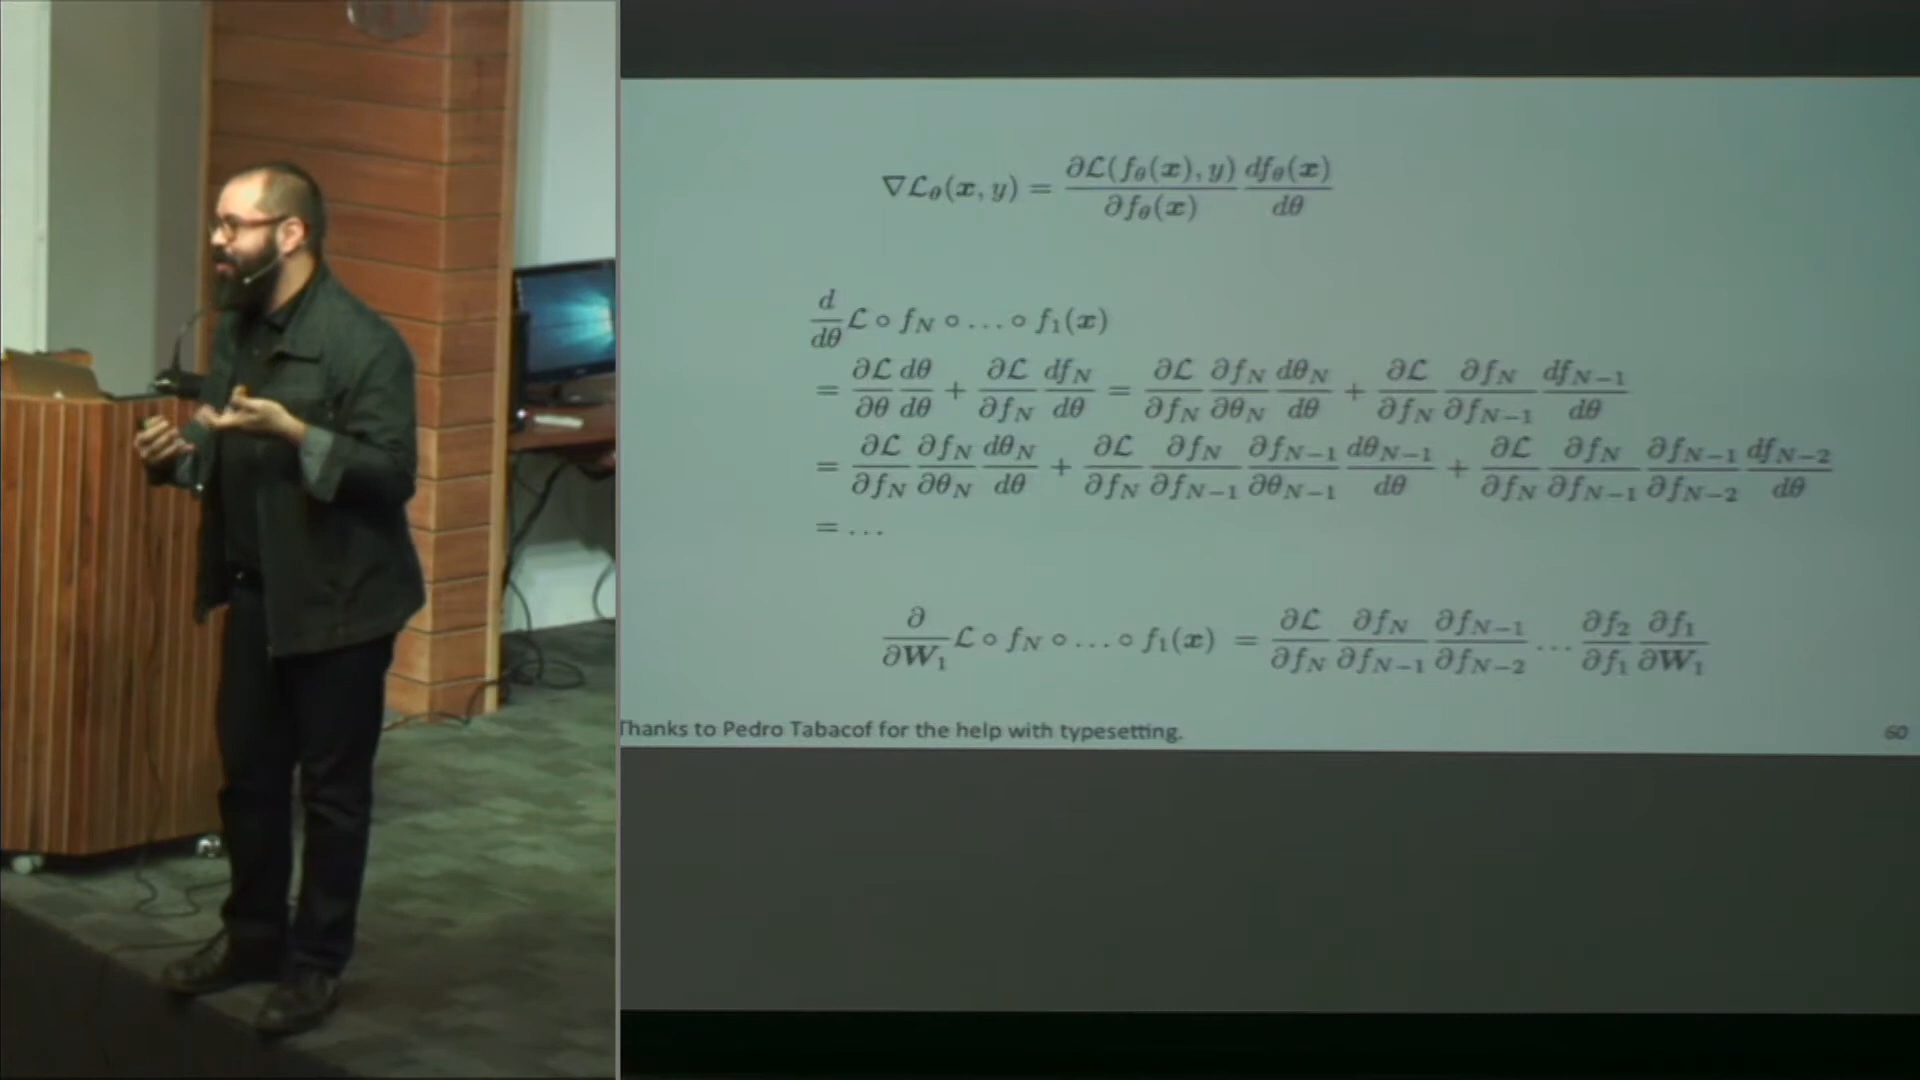 ∇ℒ_θ(𝒙, y) = ∂ℒ(f_θ(𝒙), y)/∂f_θ(𝒙) df_θ(𝒙)/dθ
d/dθ ℒ ∘ f_N ∘ … ∘ f_1(𝒙)
= ∂ℒ/∂θ dθ/dθ + ∂ℒ/∂f_N df_N/dθ = ∂ℒ/∂f_N ∂f_N/∂θ_N dθ_N/dθ + ∂ℒ/∂f_N ∂f_N/∂f_{N−1} df_{N−1}/dθ
= ∂ℒ/∂f_N ∂f_N/∂θ_N dθ_N/dθ + ∂ℒ/∂f_N ∂f_N/∂f_{N−1} ∂f_{N−1}/∂θ_{N−1} dθ_{N−1}/dθ + ∂ℒ/∂f_N ∂f_N/∂f_{N−1} ∂f_{N−1}/∂f_{N−2} df_{N−2}/dθ
= …
∂/∂W_1 ℒ ∘ f_N ∘ … ∘ f_1(𝒙) = ∂ℒ/∂f_N ∂f_N/∂f_{N−1} ∂f_{N−1}/∂f_{N−2} … ∂f_2/∂f_1 ∂f_1/∂W_1
Thanks to Pedro Tabacof for the help with typesetting.
60